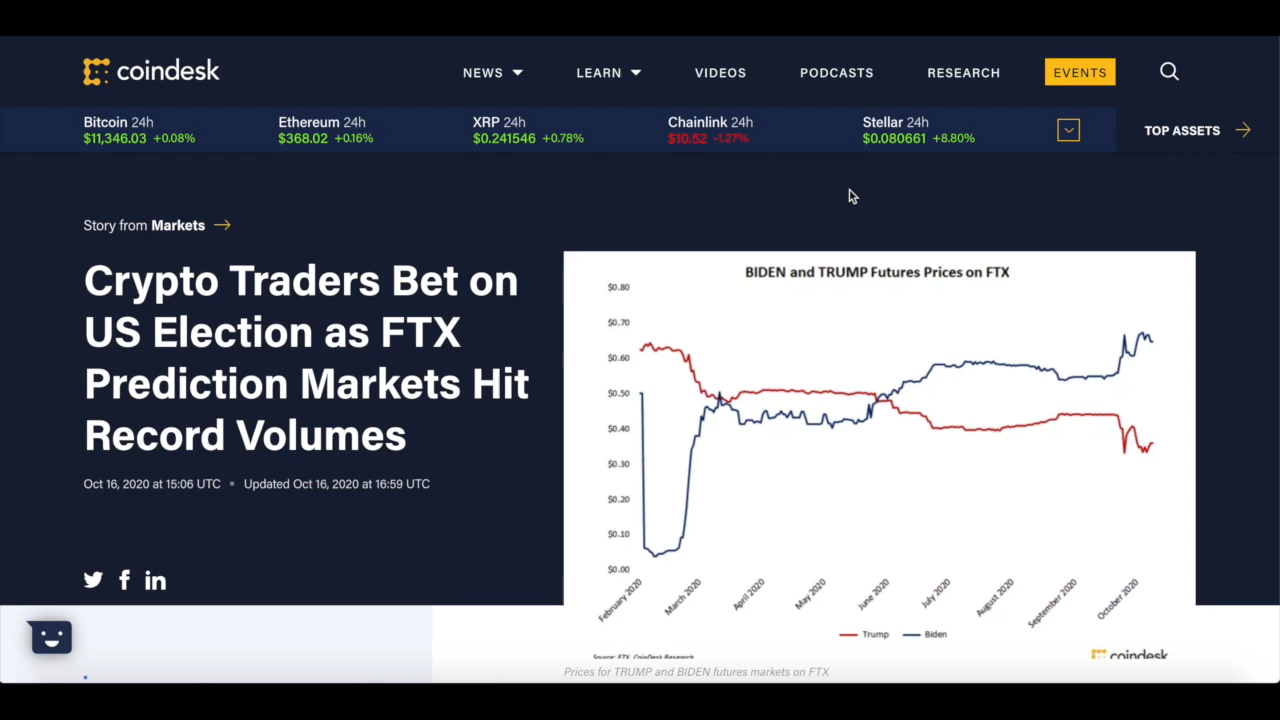 coindesk
NEWS LEARN VIDEOS PODCASTS RESEARCH EVENTS
Bitcoin 24h
$11,346.03 +0.08%
Ethereum 24h
$368.02 +0.16%
XRP 24h
$0.241546 +0.78%
Chainlink 24h
$10.52 -1.27%
Stellar 24h
$0.080661 +8.80%
TOP ASSETS
Story from Markets
Crypto Traders Bet on
US Election as FTX
Prediction Markets Hit
Record Volumes
Oct 16, 2020 at 15:06 UTC Updated Oct 16, 2020 at 16:59 UTC
BIDEN and TRUMP Futures Prices on FTX
$0.80
$0.70
$0.60
$0.50
$0.40
$0.30
$0.20
$0.10
$0.00
February 2020
March 2020
April 2020
May 2020
June 2020
July 2020
August 2020
September 2020
October 2020
Trump Biden
Source: FTX, CoinDesk Research
coindesk
Prices for TRUMP and BIDEN futures markets on FTX